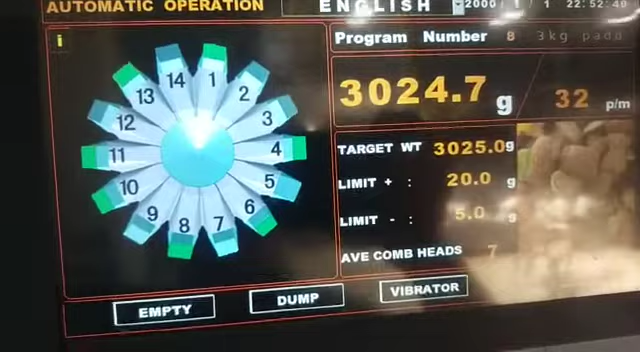 AUTOMATIC OPERATION ENGLISH 2000 / 1 / 1 22:52:40
i
Program Number 8 3kg padd
3024.7 g 32 p/m
TARGET WT 3025.0 g
LIMIT + : 20.0 g
LIMIT - : 5.0 g
AVE COMB HEADS 7
1
2
3
4
5
6
7
8
9
10
11
12
13
14
EMPTY DUMP VIBRATOR